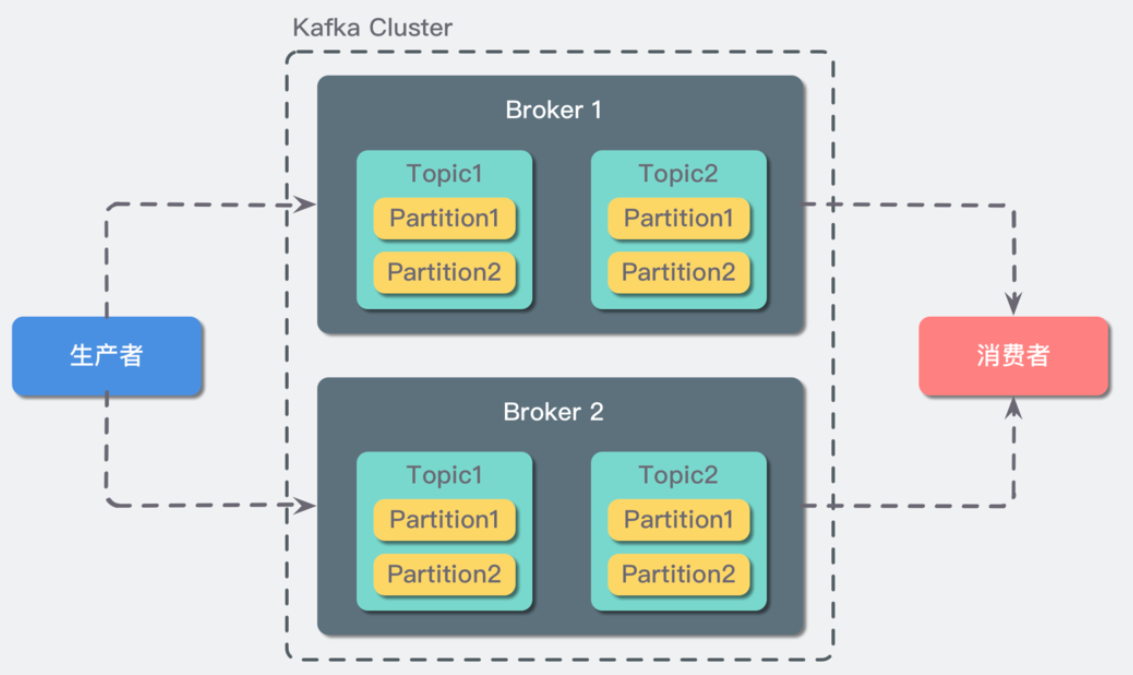 Kafka Cluster
Broker 1
Topic1
Partition1
Partition2
Topic2
Partition1
Partition2
生产者
消费者
Broker 2
Topic1
Partition1
Partition2
Topic2
Partition1
Partition2